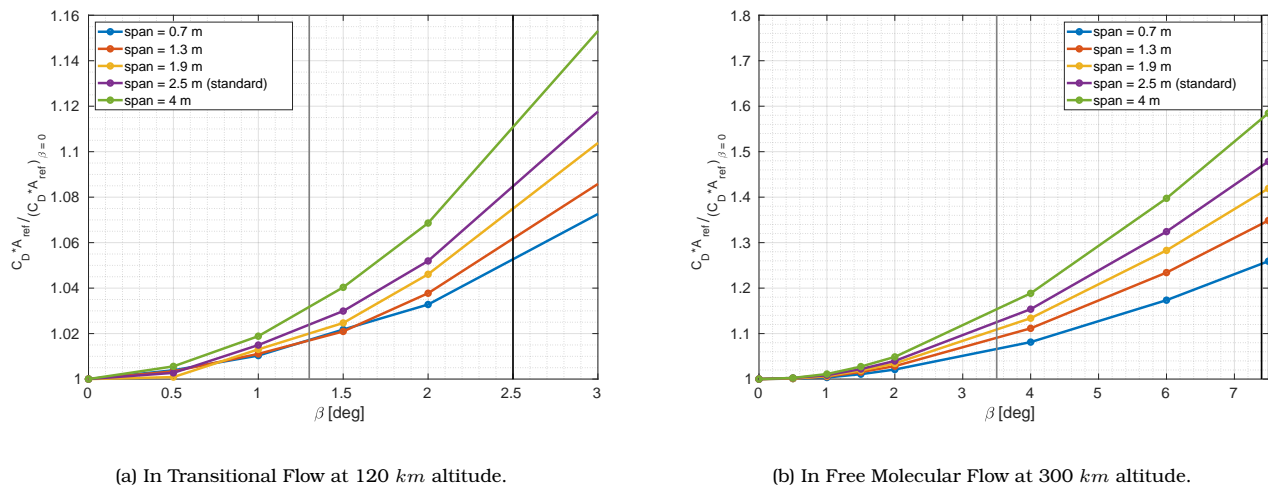 1.16
1.14
1.12
1.1
1.08
1.06
1.04
1.02
1
C_D*A_ref/(C_D*A_ref)_β=0
span = 0.7 m
span = 1.3 m
span = 1.9 m
span = 2.5 m (standard)
span = 4 m
0 0.5 1 1.5 2 2.5 3
β [deg]
(a) In Transitional Flow at 120 km altitude.
1.8
1.7
1.6
1.5
1.4
1.3
1.2
1.1
1
C_D*A_ref/(C_D*A_ref)_β=0
span = 0.7 m
span = 1.3 m
span = 1.9 m
span = 2.5 m (standard)
span = 4 m
0 1 2 3 4 5 6 7
β [deg]
(b) In Free Molecular Flow at 300 km altitude.